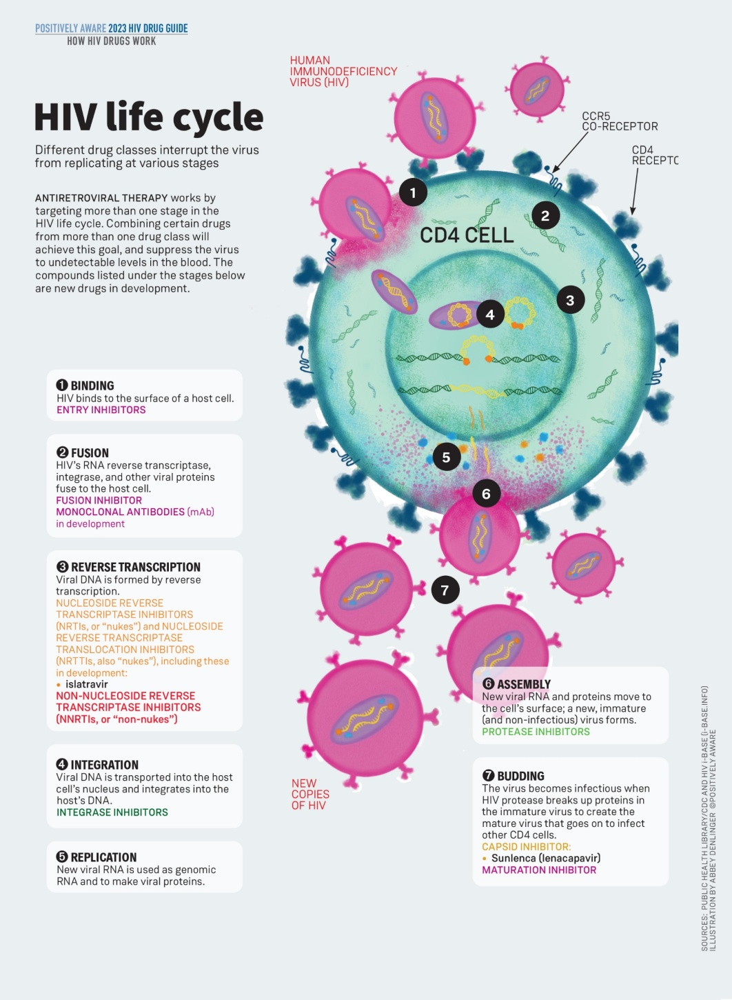 POSITIVELY AWARE 2023 HIV DRUG GUIDE
HOW HIV DRUGS WORK
HIV life cycle
Different drug classes interrupt the virus
from replicating at various stages
ANTIRETROVIRAL THERAPY works by
targeting more than one stage in the
HIV life cycle. Combining certain drugs
from more than one drug class will
achieve this goal, and suppress the virus
to undetectable levels in the blood. The
compounds listed under the stages below
are new drugs in development.
HUMAN
IMMUNODEFICIENCY
VIRUS (HIV)
CCR5
CO-RECEPTOR
CD4
RECEPTC
1
2
CD4 CELL
3
4
5
6
7
NEW
COPIES
OF HIV
1 BINDING
HIV binds to the surface of a host cell.
ENTRY INHIBITORS
2 FUSION
HIV's RNA reverse transcriptase,
integrase, and other viral proteins
fuse to the host cell.
FUSION INHIBITOR
MONOCLONAL ANTIBODIES (mAb)
in development
3 REVERSE TRANSCRIPTION
Viral DNA is formed by reverse
transcription.
NUCLEOSIDE REVERSE
TRANSCRIPTASE INHIBITORS
(NRTIs, or “nukes”) and NUCLEOSIDE
REVERSE TRANSCRIPTASE
TRANSLOCATION INHIBITORS
(NRTTIs, also “nukes”), including these
in development:
• islatravir
NON-NUCLEOSIDE REVERSE
TRANSCRIPTASE INHIBITORS
(NNRTIs, or “non-nukes”)
4 INTEGRATION
Viral DNA is transported into the host
cell's nucleus and integrates into the
host's DNA.
INTEGRASE INHIBITORS
5 REPLICATION
New viral RNA is used as genomic
RNA and to make viral proteins.
6 ASSEMBLY
New viral RNA and proteins move to
the cell's surface; a new, immature
(and non-infectious) virus forms.
PROTEASE INHIBITORS
7 BUDDING
The virus becomes infectious when
HIV protease breaks up proteins in
the immature virus to create the
mature virus that goes on to infect
other CD4 cells.
CAPSID INHIBITOR:
• Sunlenca (lenacapavir)
MATURATION INHIBITOR
SOURCES: PUBLIC HEALTH LIBRARY/CDC AND HIV i-BASE (i-BASE.INFO)
ILLUSTRATION BY ABBEY DENLINGER ©POSITIVELY AWARE